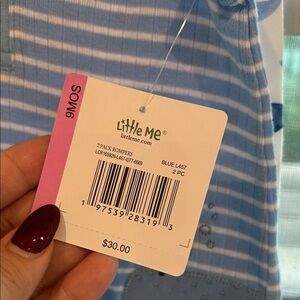 9MOS
Little Me®
littleme.com
2 PACK ROMPERS
BLUE L457
2 PC
1 97539 28319 3
$30.00